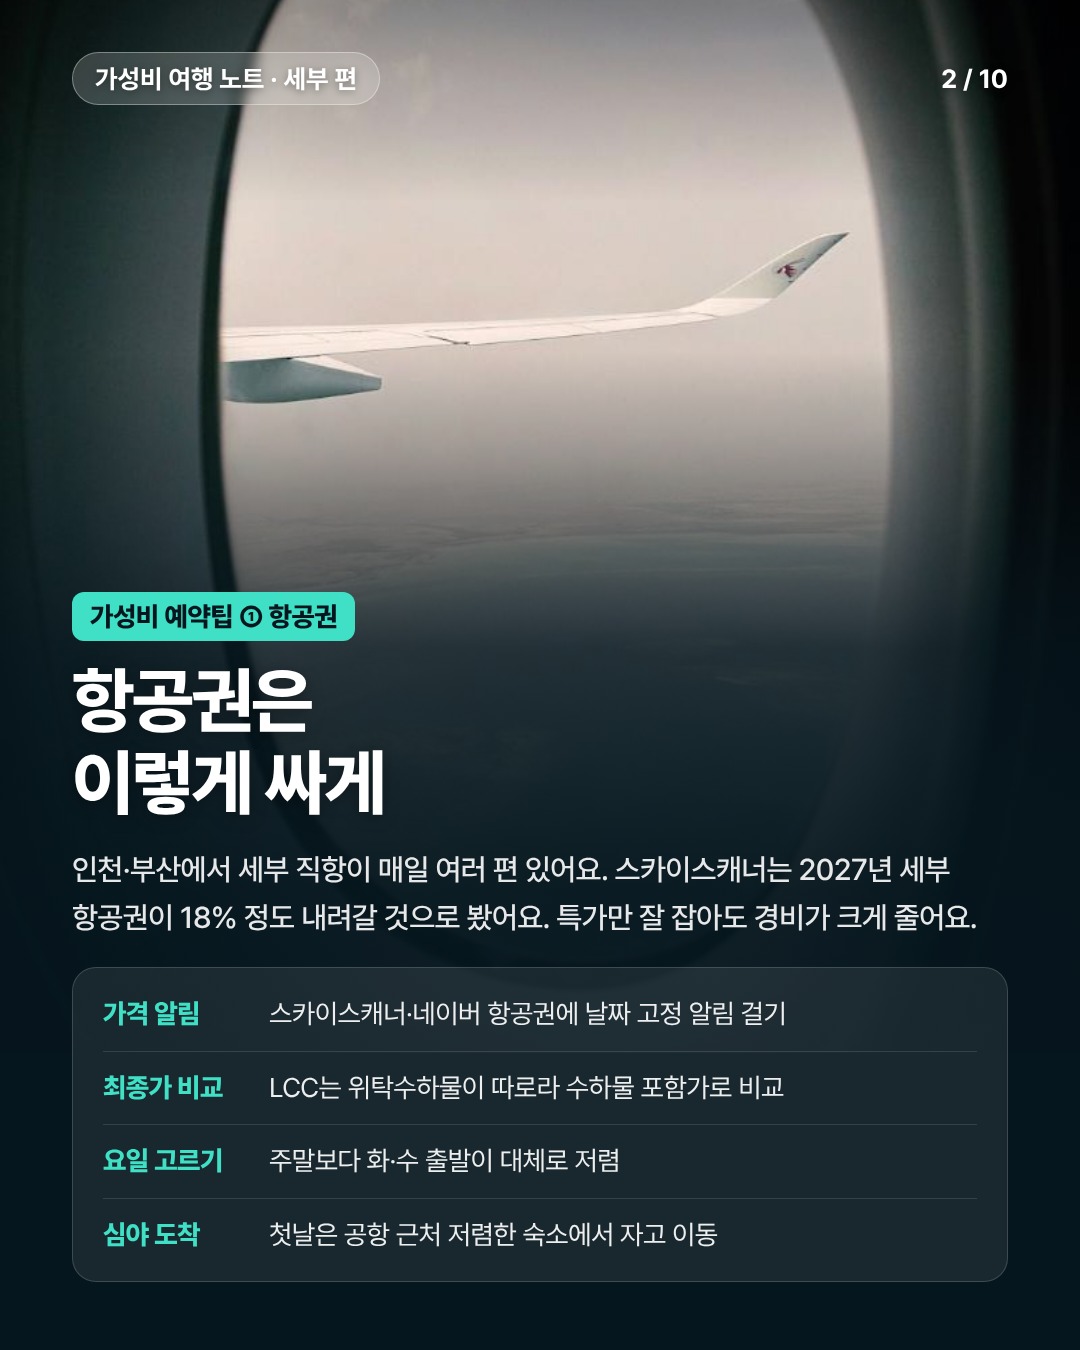 가성비 여행 노트 · 세부 편
2 / 10
가성비 예약팁 ① 항공권
항공권은
이렇게 싸게
인천·부산에서 세부 직항이 매일 여러 편 있어요. 스카이스캐너는 2027년 세부
항공권이 18% 정도 내려갈 것으로 봤어요. 특가만 잘 잡아도 경비가 크게 줄어요.
가격 알림 스카이스캐너·네이버 항공권에 날짜 고정 알림 걸기
최종가 비교 LCC는 위탁수하물이 따로라 수하물 포함가로 비교
요일 고르기 주말보다 화·수 출발이 대체로 저렴
심야 도착 첫날은 공항 근처 저렴한 숙소에서 자고 이동